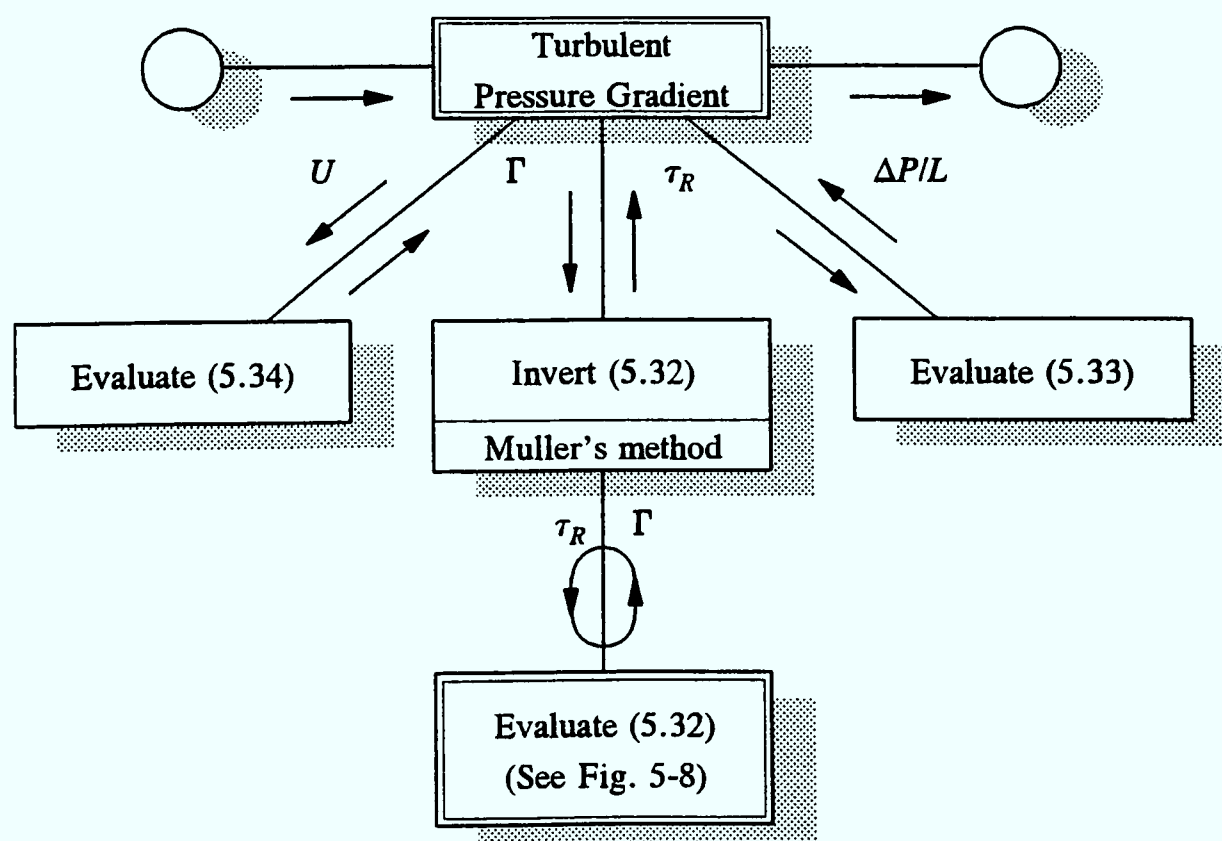 Turbulent
Pressure Gradient
U
Γ
τ_R
ΔP/L
Evaluate (5.34)
Invert (5.32)
Evaluate (5.33)
Muller's method
τ_R
Γ
Evaluate (5.32)
(See Fig. 5-8)